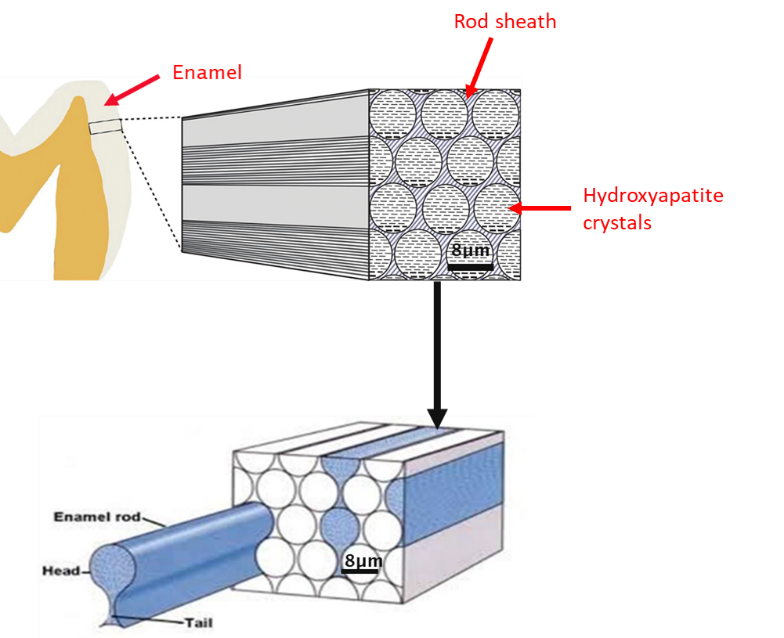 Rod sheath
Enamel
Hydroxyapatite
crystals
8μm
Enamel rod
Head
8μm
Tail